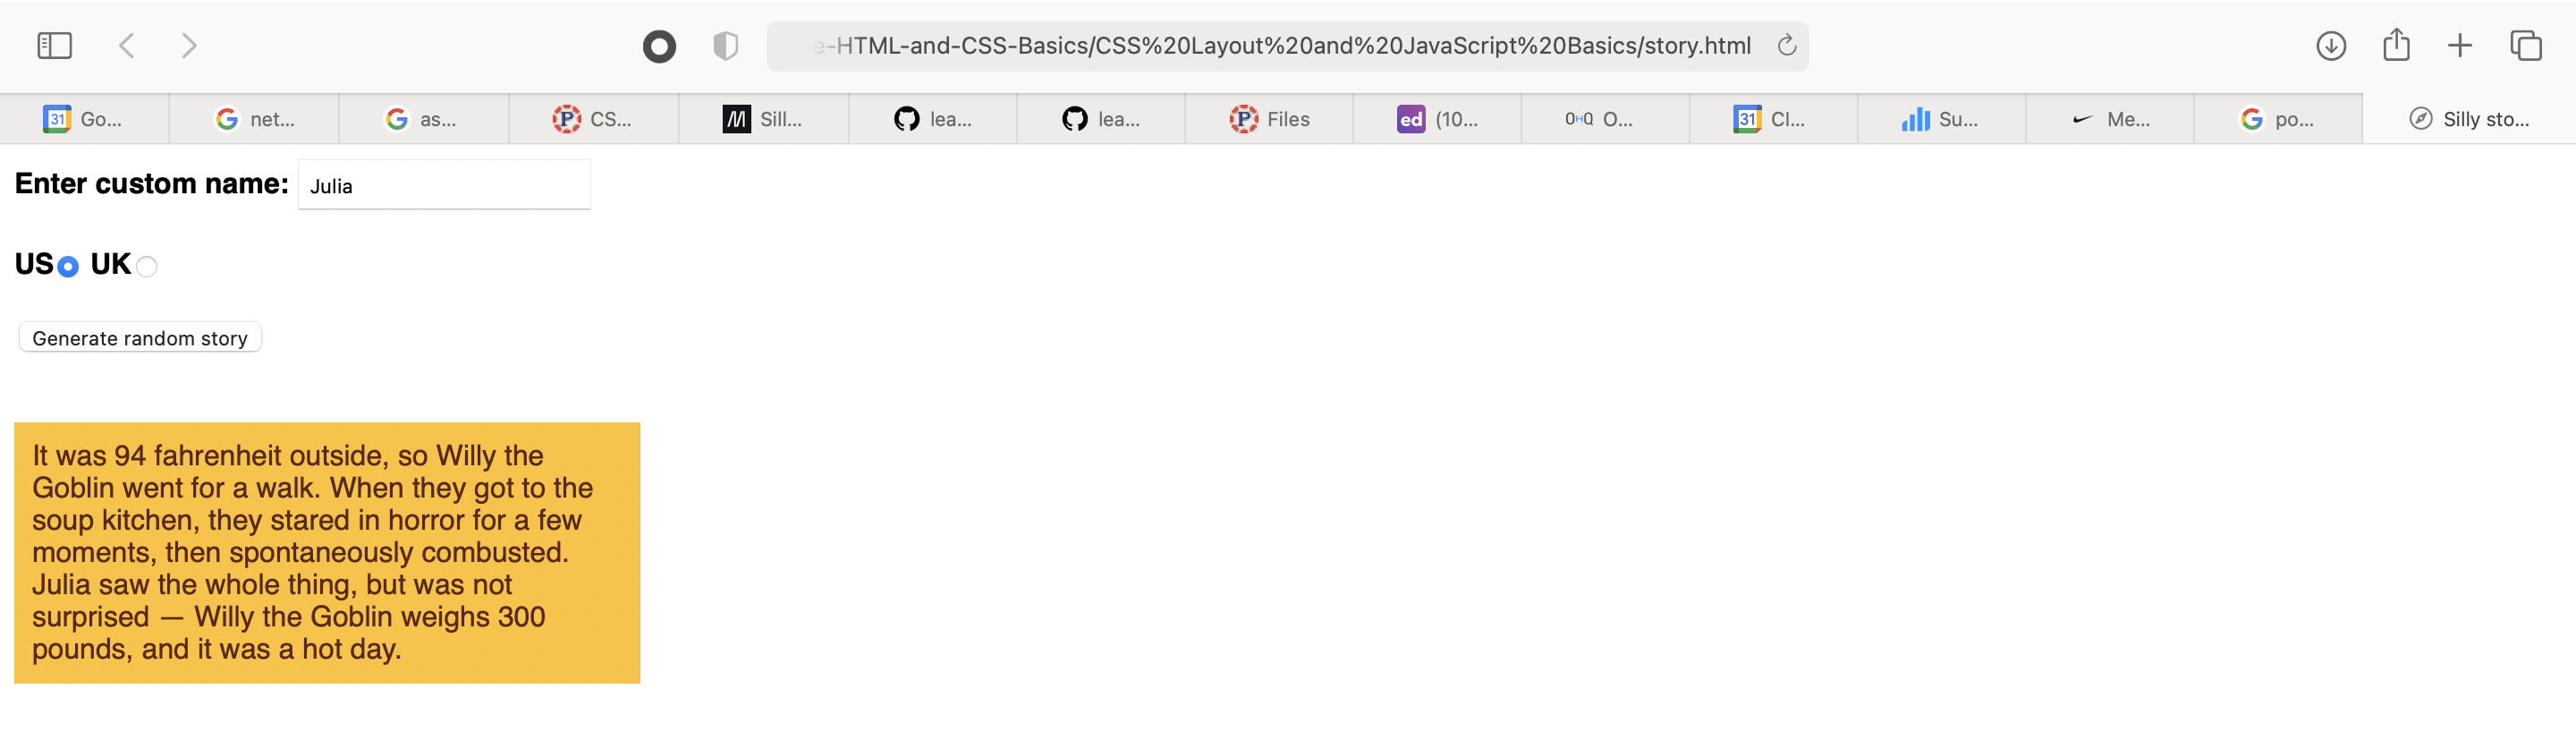 e-HTML-and-CSS-Basics/CSS%20Layout%20and%20JavaScript%20Basics/story.html
31 Go... net... as... P CS... M Sill... lea... lea... P Files ed (10... OHQ O... 31 Cl... Su... Me... po... Silly sto...
Enter custom name: Julia
US UK
Generate random story
It was 94 fahrenheit outside, so Willy the
Goblin went for a walk. When they got to the
soup kitchen, they stared in horror for a few
moments, then spontaneously combusted.
Julia saw the whole thing, but was not
surprised — Willy the Goblin weighs 300
pounds, and it was a hot day.